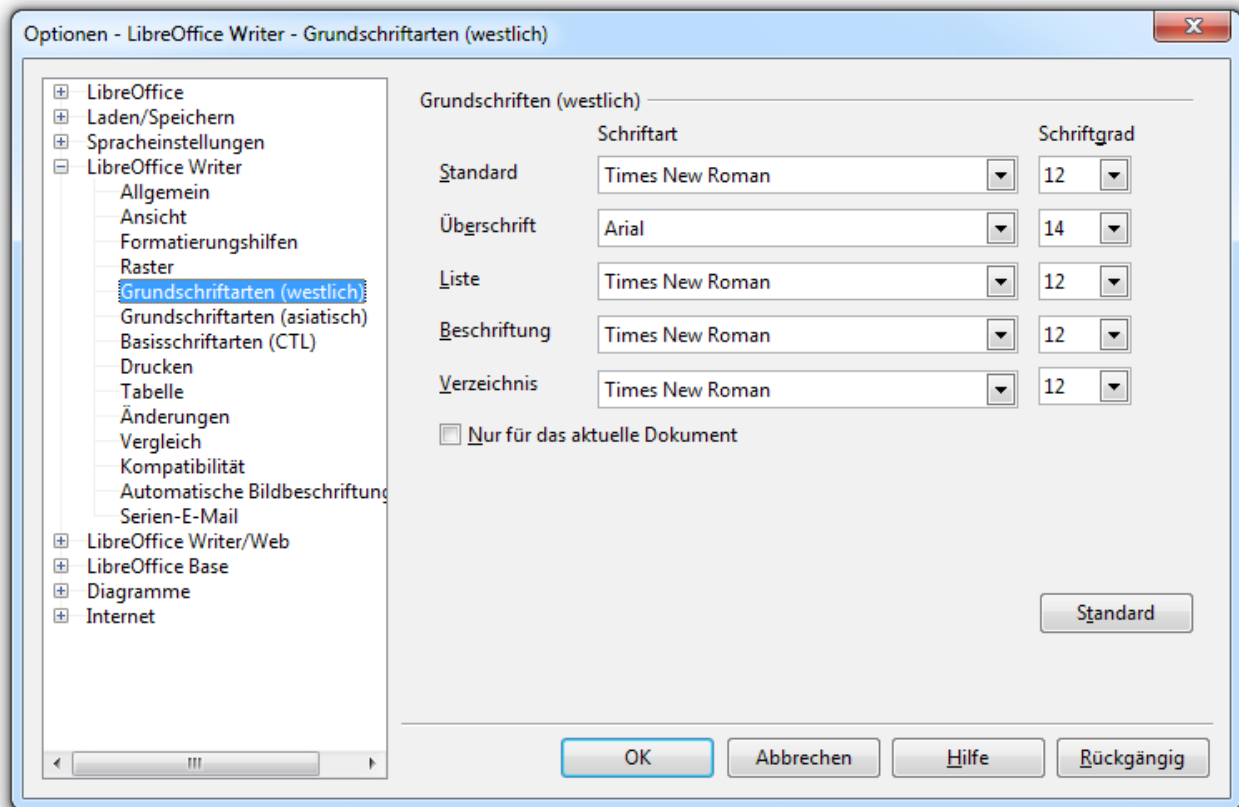 Optionen - LibreOffice Writer - Grundschriftarten (westlich)
LibreOffice
Laden/Speichern
Spracheinstellungen
LibreOffice Writer
Allgemein
Ansicht
Formatierungshilfen
Raster
Grundschriftarten (westlich)
Grundschriftarten (asiatisch)
Basisschriftarten (CTL)
Drucken
Tabelle
Änderungen
Vergleich
Kompatibilität
Automatische Bildbeschriftung
Serien-E-Mail
LibreOffice Writer/Web
LibreOffice Base
Diagramme
Internet
Grundschriften (westlich)
Schriftart Schriftgrad
Standard Times New Roman 12
Überschrift Arial 14
Liste Times New Roman 12
Beschriftung Times New Roman 12
Verzeichnis Times New Roman 12
Nur für das aktuelle Dokument
Standard
OK Abbrechen Hilfe Rückgängig